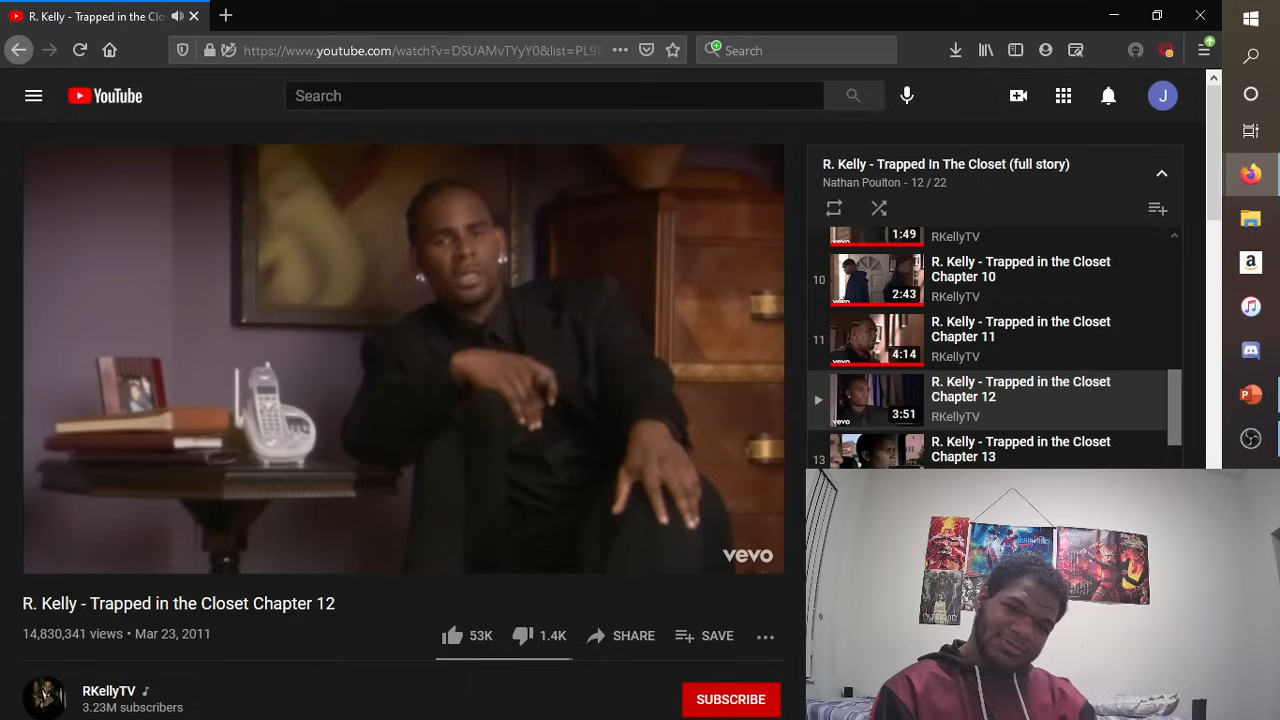 R. Kelly - Trapped in the Clo
https://www.youtube.com/watch?v=DSUAMvTyY0&list=PL9
Search
YouTube
Search
J
vevo
R. Kelly - Trapped In The Closet (full story)
Nathan Poulton - 12 / 22
1:49
RKellyTV
10
2:43
R. Kelly - Trapped in the Closet
Chapter 10
RKellyTV
11
4:14
R. Kelly - Trapped in the Closet
Chapter 11
RKellyTV
3:51
R. Kelly - Trapped in the Closet
Chapter 12
RKellyTV
13
R. Kelly - Trapped in the Closet
Chapter 13
R. Kelly - Trapped in the Closet Chapter 12
14,830,341 views • Mar 23, 2011
53K
1.4K
SHARE
SAVE
RKellyTV
3.23M subscribers
SUBSCRIBE